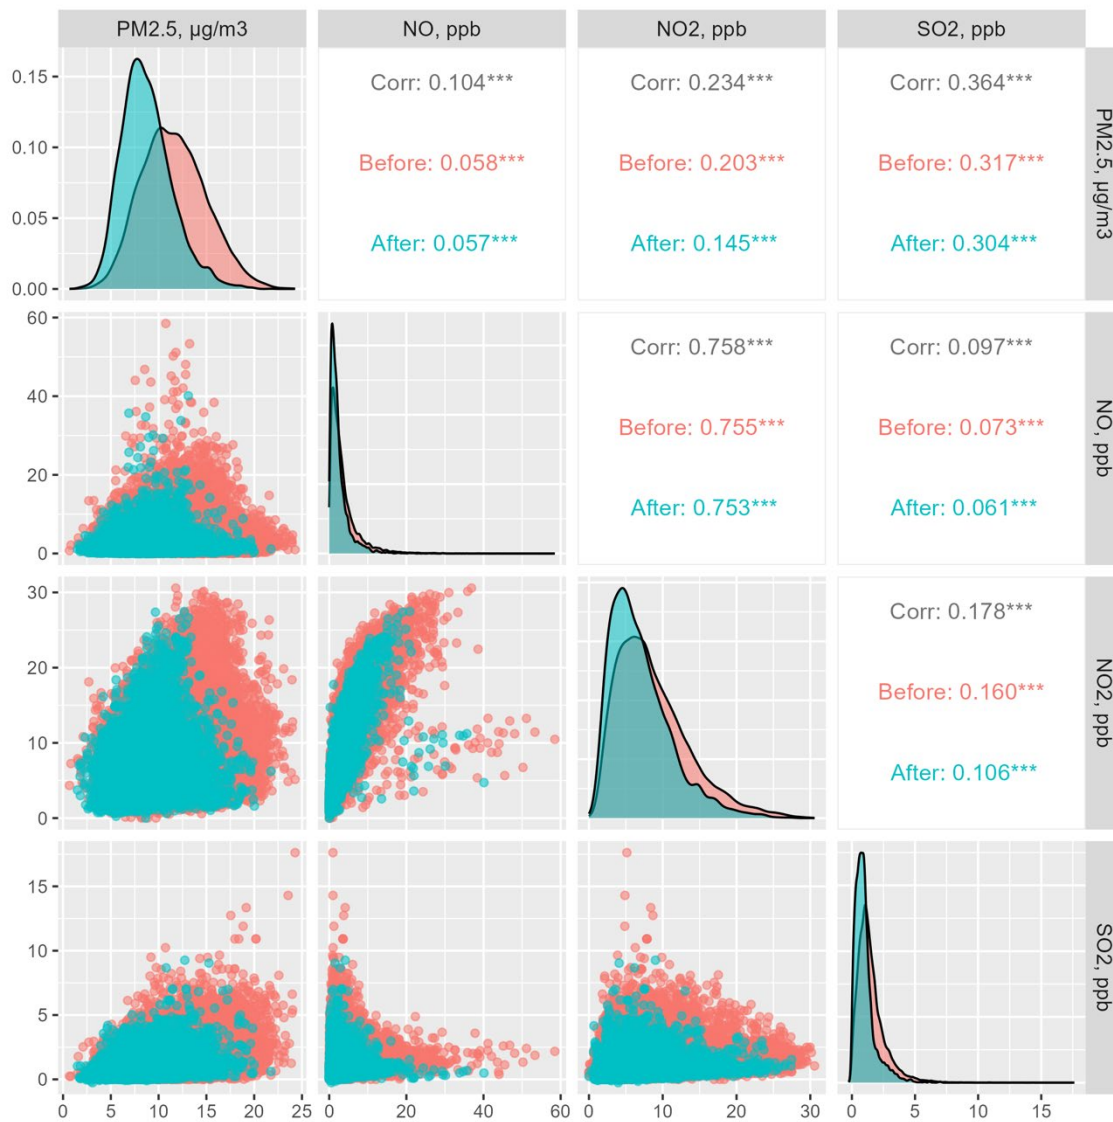 PM2.5, µg/m3
NO, ppb
NO2, ppb
SO2, ppb
0.15
0.10
0.05
0.00
Corr: 0.104***
Before: 0.058***
After: 0.057***
Corr: 0.234***
Before: 0.203***
After: 0.145***
Corr: 0.364***
Before: 0.317***
After: 0.304***
PM2.5, µg/m3
60
40
20
0
Corr: 0.758***
Before: 0.755***
After: 0.753***
Corr: 0.097***
Before: 0.073***
After: 0.061***
NO, ppb
30
20
10
0
Corr: 0.178***
Before: 0.160***
After: 0.106***
NO2, ppb
15
10
5
0
SO2, ppb
0 5 10 15 20 25
0 20 40 60
0 10 20 30
0 5 10 15